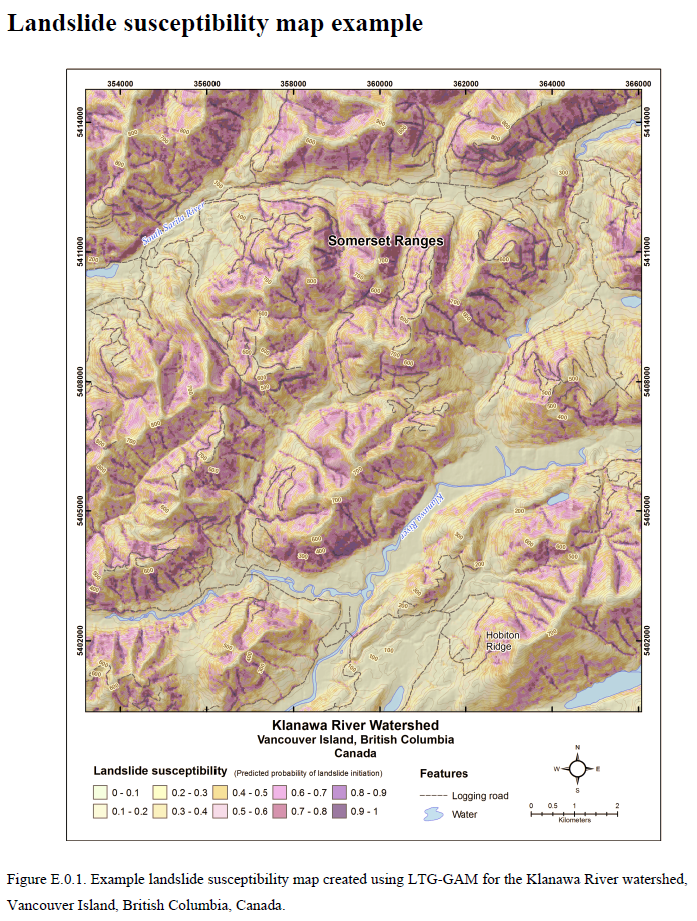 Landslide susceptibility map example
354000 356000 358000 360000 362000 364000 366000
5414000
5411000
5408000
5405000
5402000
South Sarita River
Somerset Ranges
Klanawa River
Hobiton
Ridge
Klanawa River Watershed
Vancouver Island, British Columbia
Canada
Landslide susceptibility (Predicted probability of landslide initiation)
0 - 0.1 0.2 - 0.3 0.4 - 0.5 0.6 - 0.7 0.8 - 0.9
0.1 - 0.2 0.3 - 0.4 0.5 - 0.6 0.7 - 0.8 0.9 - 1
Features
Logging road
Water
N
W E
S
0 0.5 1 2
Kilometers
Figure E.0.1. Example landslide susceptibility map created using LTG-GAM for the Klanawa River watershed,
Vancouver Island, British Columbia, Canada.